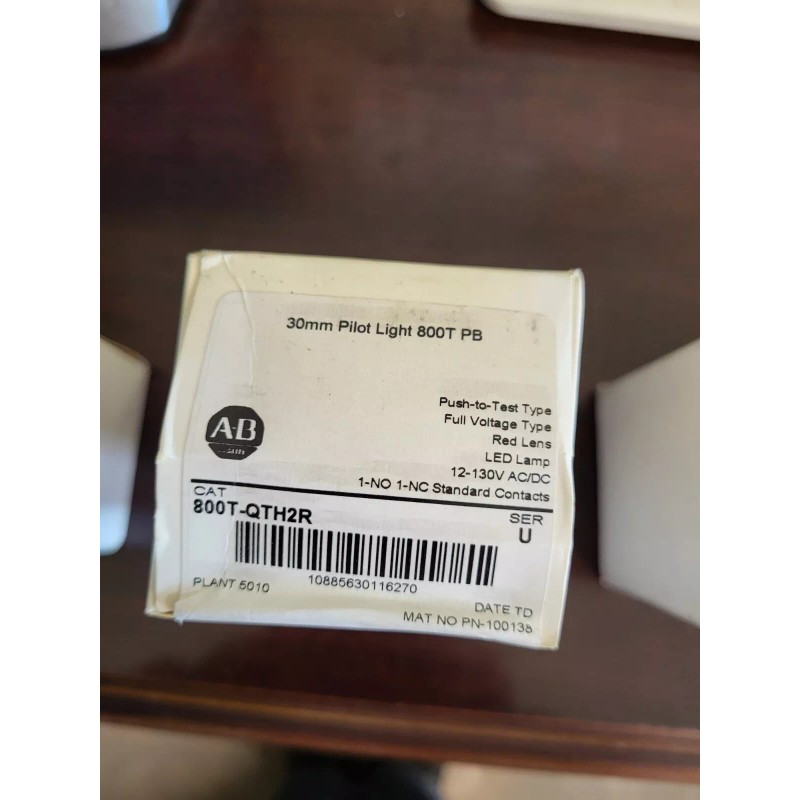 30mm Pilot Light 800T PB
Push-to-Test Type
Full Voltage Type
Red Lens
LED Lamp
12-130V AC/DC
1-NO 1-NC Standard Contacts
A-B
CAT
800T-QTH2R
SER
U
10885630116270
PLANT 5010
DATE TD
MAT NO PN-100138